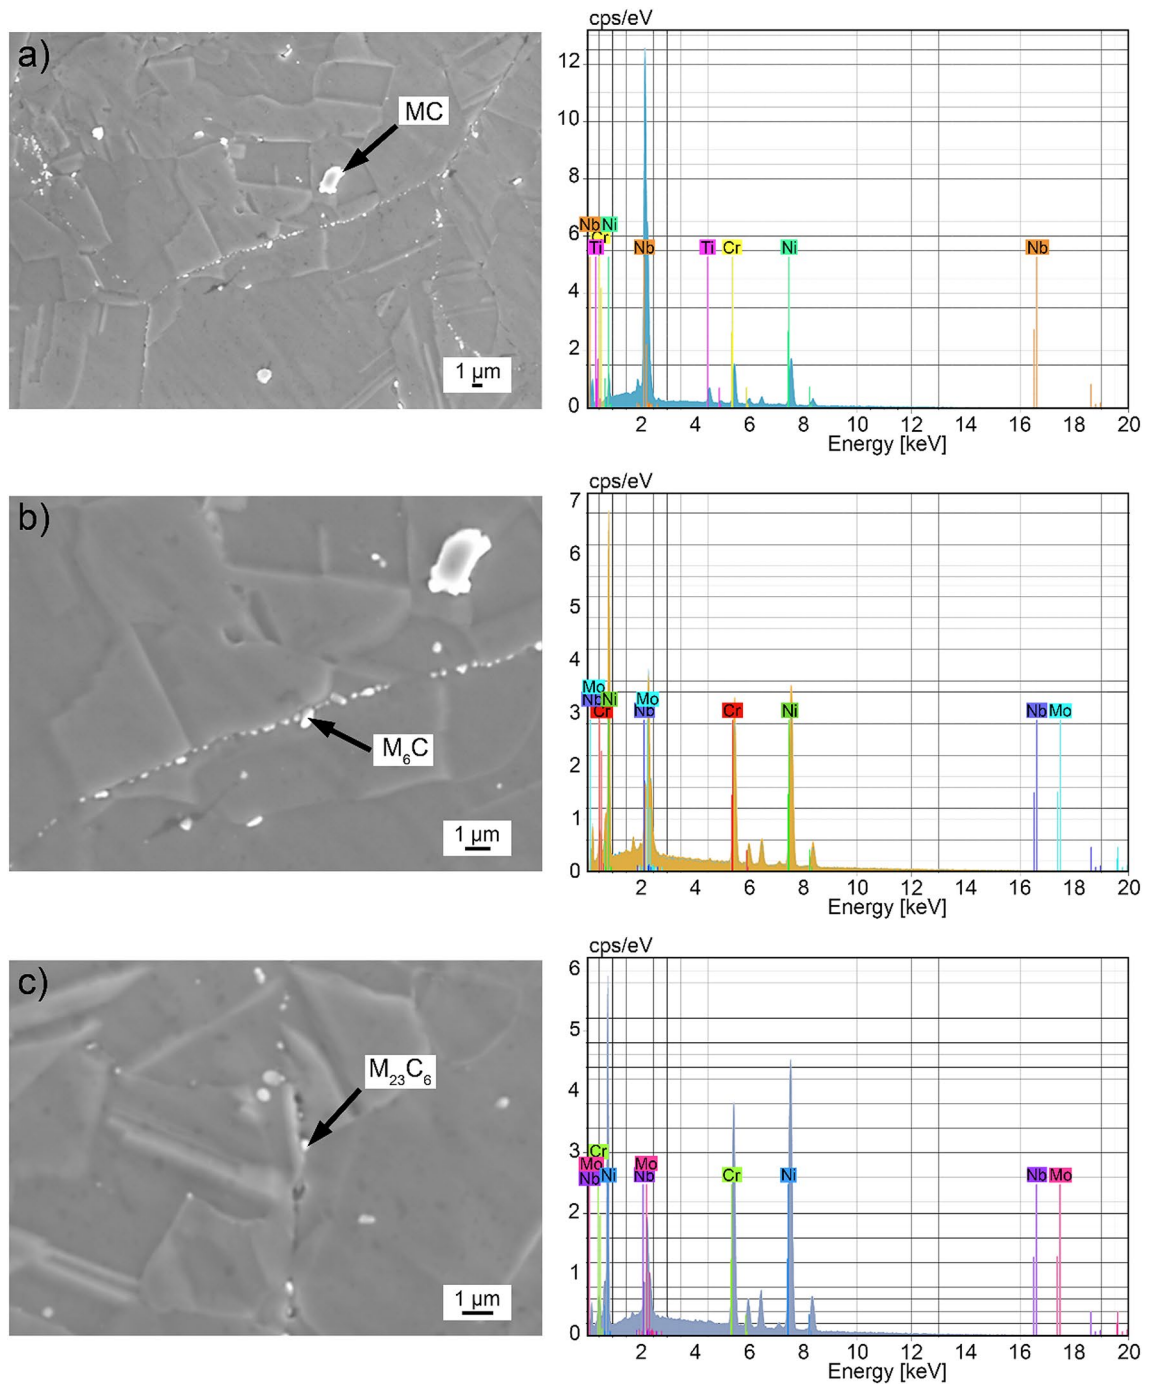 a)
MC
1 µm
cps/eV
12
10
8
6
4
2
0
Nb Ni
Cr
Ti Nb Ti Cr Ni Nb
2 4 6 8 10 12 14 16 18 20
Energy [keV]
b)
M₆C
1 µm
cps/eV
7
6
5
4
3
2
1
0
Mo Mo
Nb Ni
Cr Nb Cr Ni Nb Mo
2 4 6 8 10 12 14 16 18 20
Energy [keV]
c)
M₂₃C₆
1 µm
cps/eV
6
5
4
3
2
1
0
Cr
Mo Mo
Nb Ni Nb Cr Ni Nb Mo
2 4 6 8 10 12 14 16 18 20
Energy [keV]